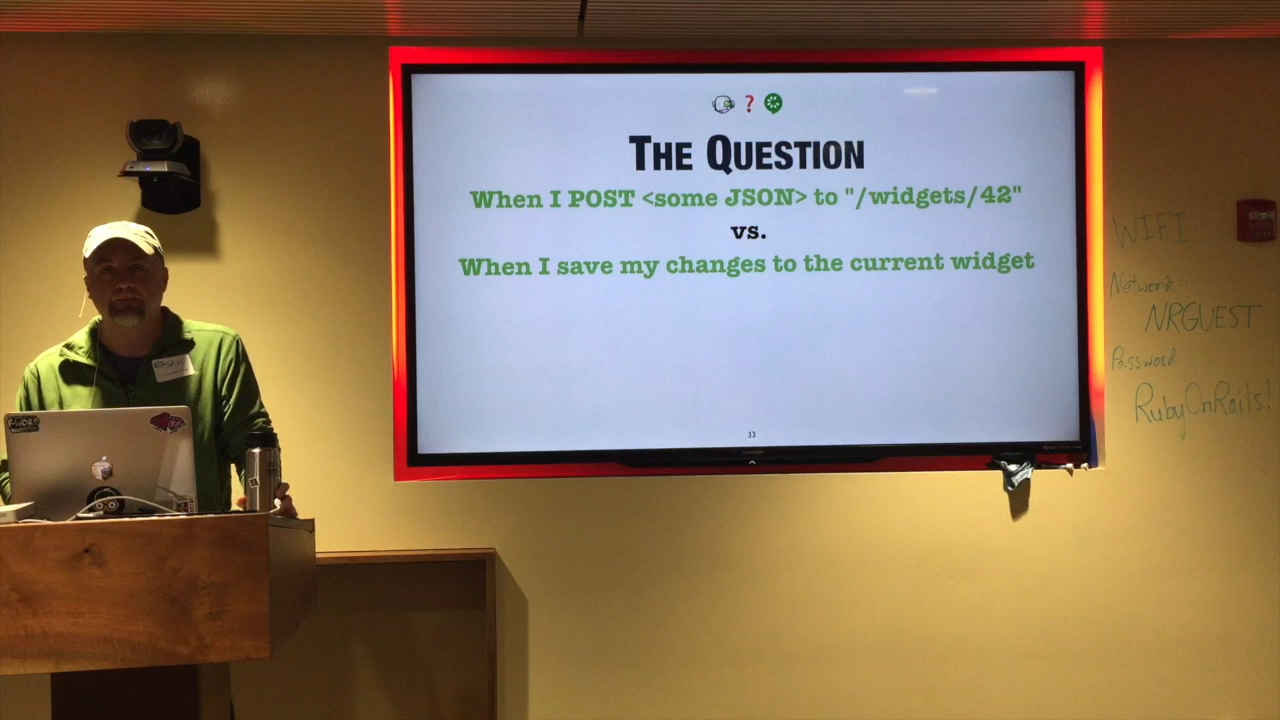 THE QUESTION
When I POST <some JSON> to "/widgets/42"
vs.
When I save my changes to the current widget
33
SHARP
WIFI
Network:
NRGUEST
Password
RubyOnRails!